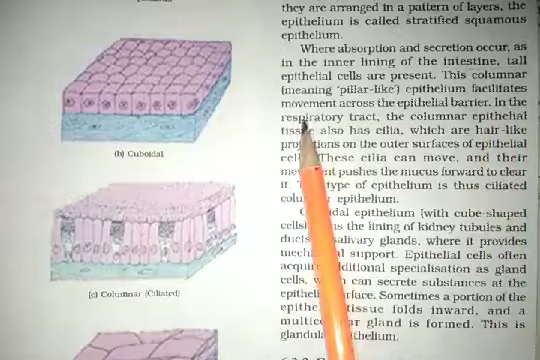 (b) Cuboidal
(c) Columnar (Ciliated)
they are arranged in a pattern of layers, the
epithelium is called stratified squamous
epithelium.
Where absorption and secretion occur, as
in the inner lining of the intestine, tall
epithelial cells are present. This columnar
(meaning ‘pillar-like’) epithelium facilitates
movement across the epithelial barrier. In the
respiratory tract, the columnar epithelial
tissue also has cilia, which are hair-like
on the outer surfaces of epithelial
These cilia can move, and their
pushes the mucus forward to clear
it. type of epithelium is thus ciliated
epithelium.
epithelium (with cube-shaped
cells) the lining of kidney tubules and
ducts salivary glands, where it provides
support. Epithelial cells often
additional specialisation as gland
cells, can secrete substances at the
Sometimes a portion of the
tissue folds inward, and a
gland is formed. This is